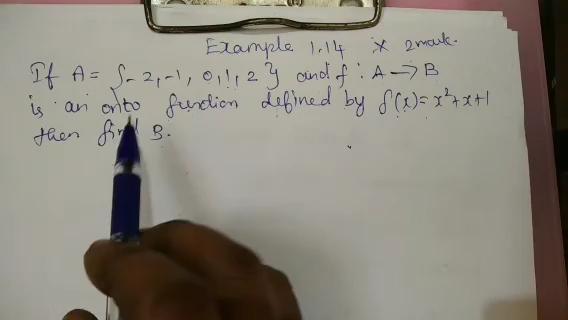 Example 1.14 X 2mark.
If A = {-2, -1, 0, 1, 2} and f : A → B
is an onto function defined by f(x) = x² + x + 1
then find B.